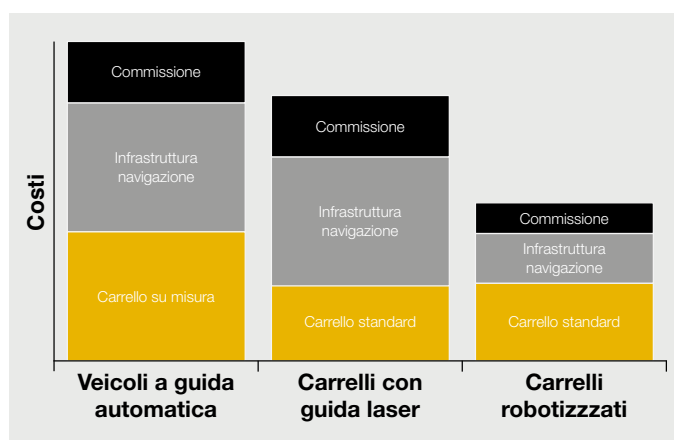 Costi
Commissione
Infrastruttura
navigazione
Carrello su misura
Commissione
Infrastruttura
navigazione
Carrello standard
Commissione
Infrastruttura
navigazione
Carrello standard
Veicoli a guida
automatica
Carrelli con
guida laser
Carrelli
robotizzzati